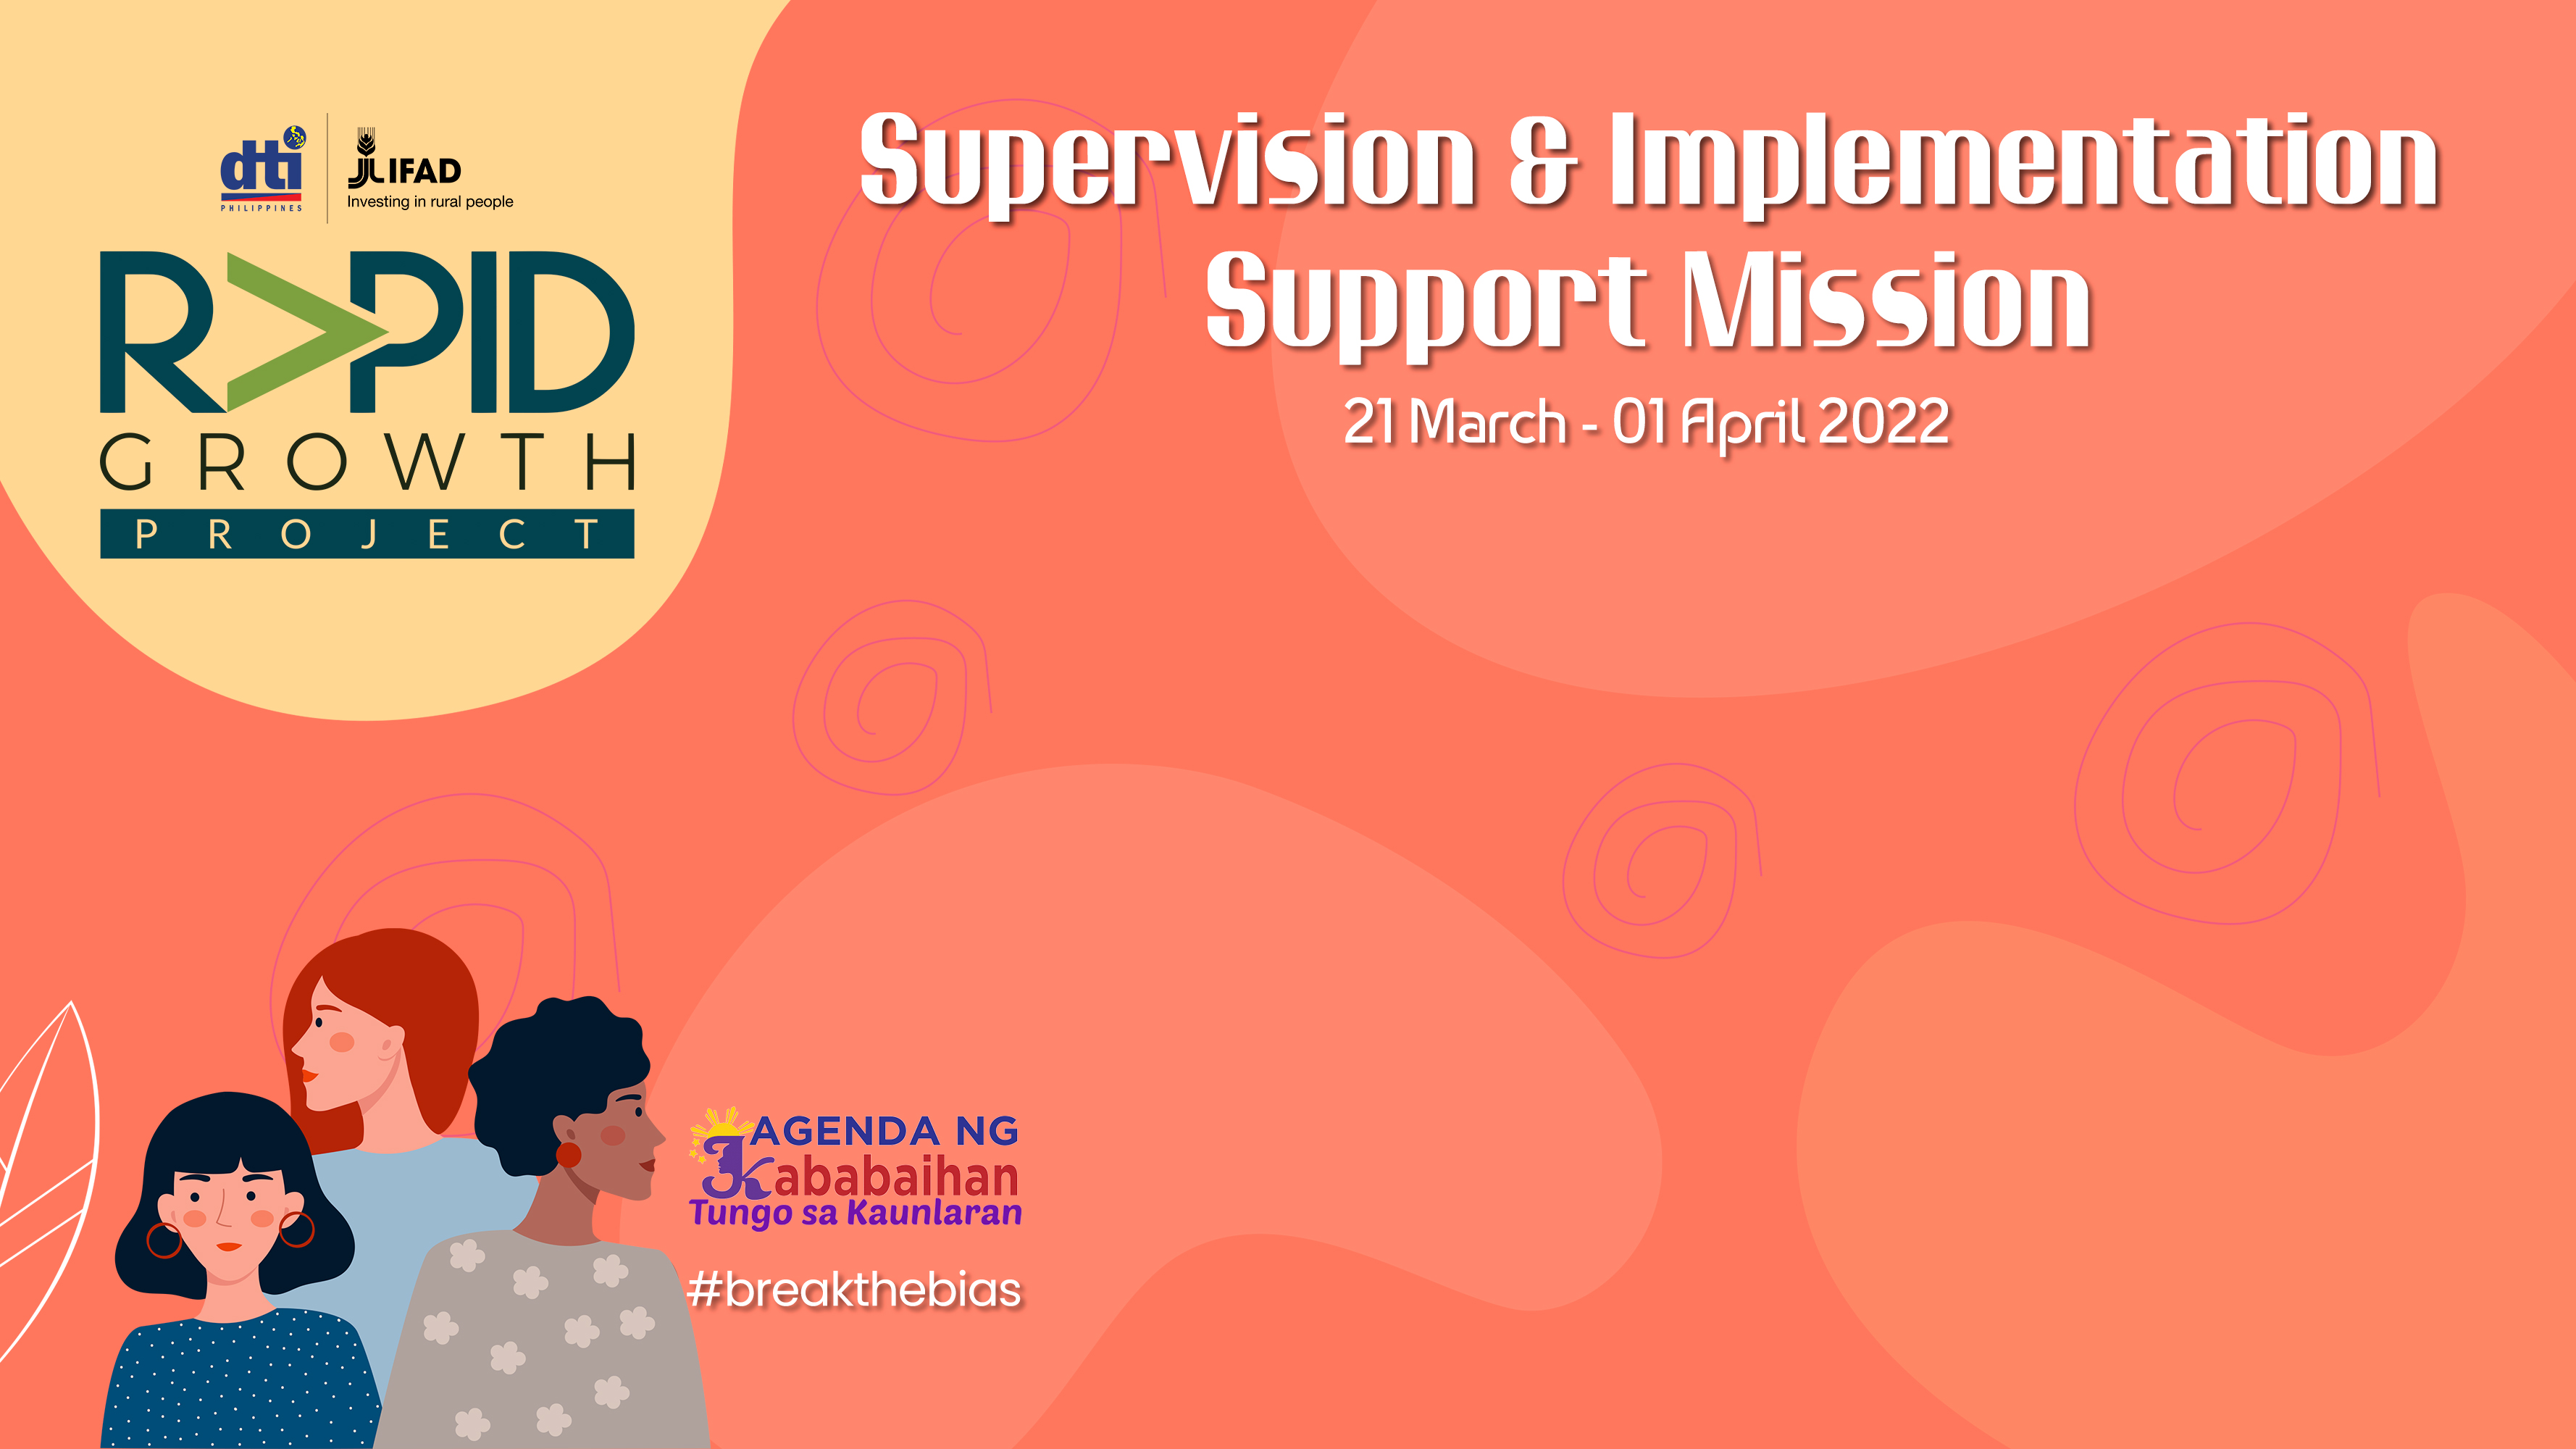 dti
PHILIPPINES
IFAD
Investing in rural people
RAPID
GROWTH
PROJECT
Supervision & Implementation
Support Mission
21 March - 01 April 2022
AGENDA NG
Kababaihan
Tungo sa Kaunlaran
#breakthebias